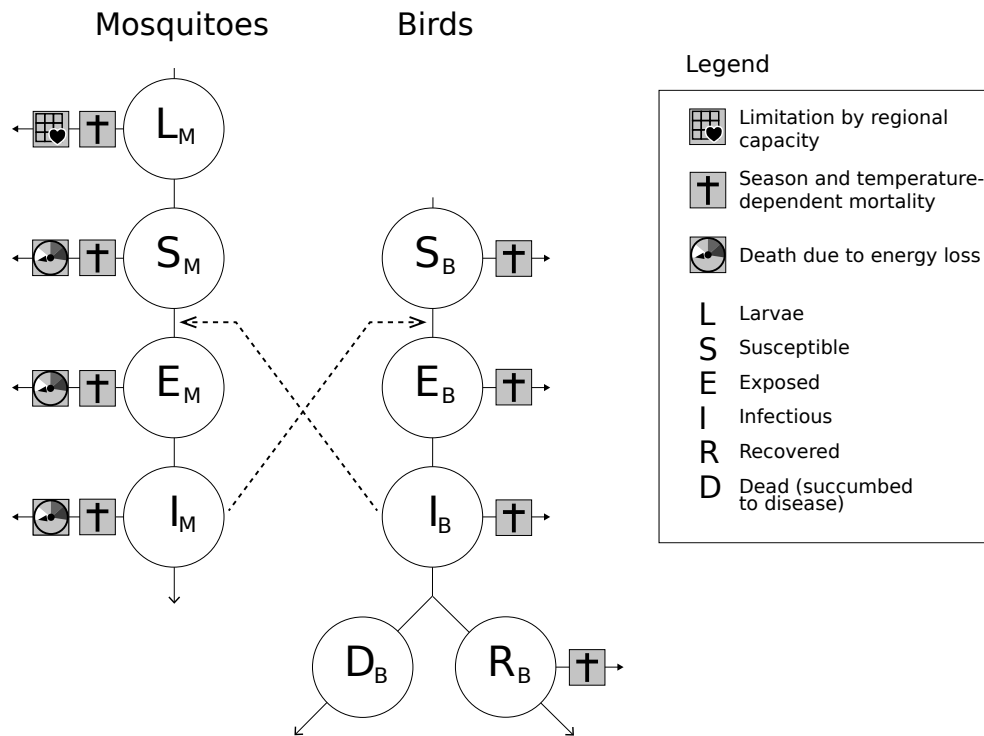 Mosquitoes
Birds
Legend
L_M
S_M
E_M
I_M
S_B
E_B
I_B
D_B
R_B
Limitation by regional
capacity
Season and temperature-
dependent mortality
Death due to energy loss
L Larvae
S Susceptible
E Exposed
I Infectious
R Recovered
D Dead (succumbed
to disease)